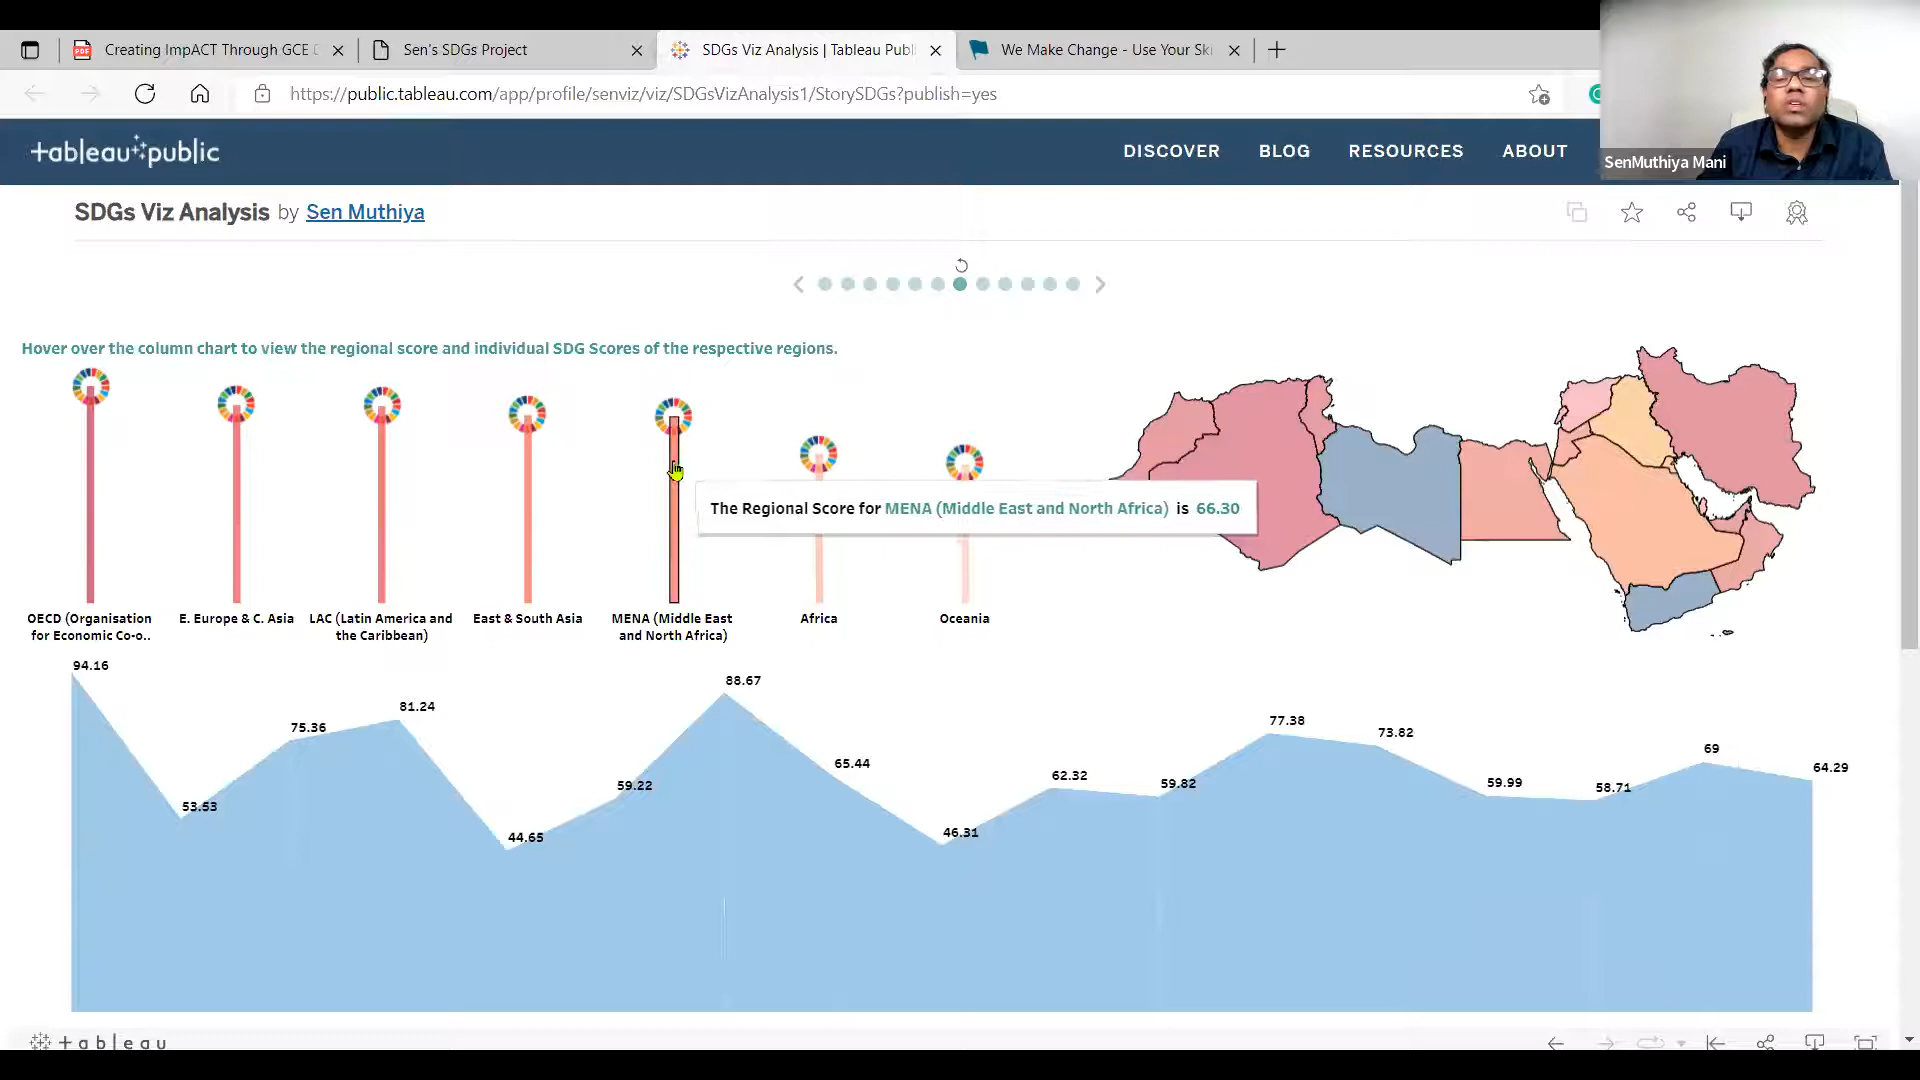 Creating ImpACT Through GCE D
Sen's SDGs Project
SDGs Viz Analysis | Tableau Publi
We Make Change - Use Your Ski
https://public.tableau.com/app/profile/senviz/viz/SDGsVizAnalysis1/StorySDGs?publish=yes
+ableau public
DISCOVER
BLOG
RESOURCES
ABOUT
SenMuthiya Mani
SDGs Viz Analysis by Sen Muthiya
Hover over the column chart to view the regional score and individual SDG Scores of the respective regions.
The Regional Score for MENA (Middle East and North Africa) is 66.30
OECD (Organisation
for Economic Co-o..
E. Europe & C. Asia
LAC (Latin America and
the Caribbean)
East & South Asia
MENA (Middle East
and North Africa)
Africa
Oceania
94.16
53.53
75.36
81.24
44.65
59.22
88.67
65.44
46.31
62.32
59.82
77.38
73.82
59.99
58.71
69
64.29
+ableau